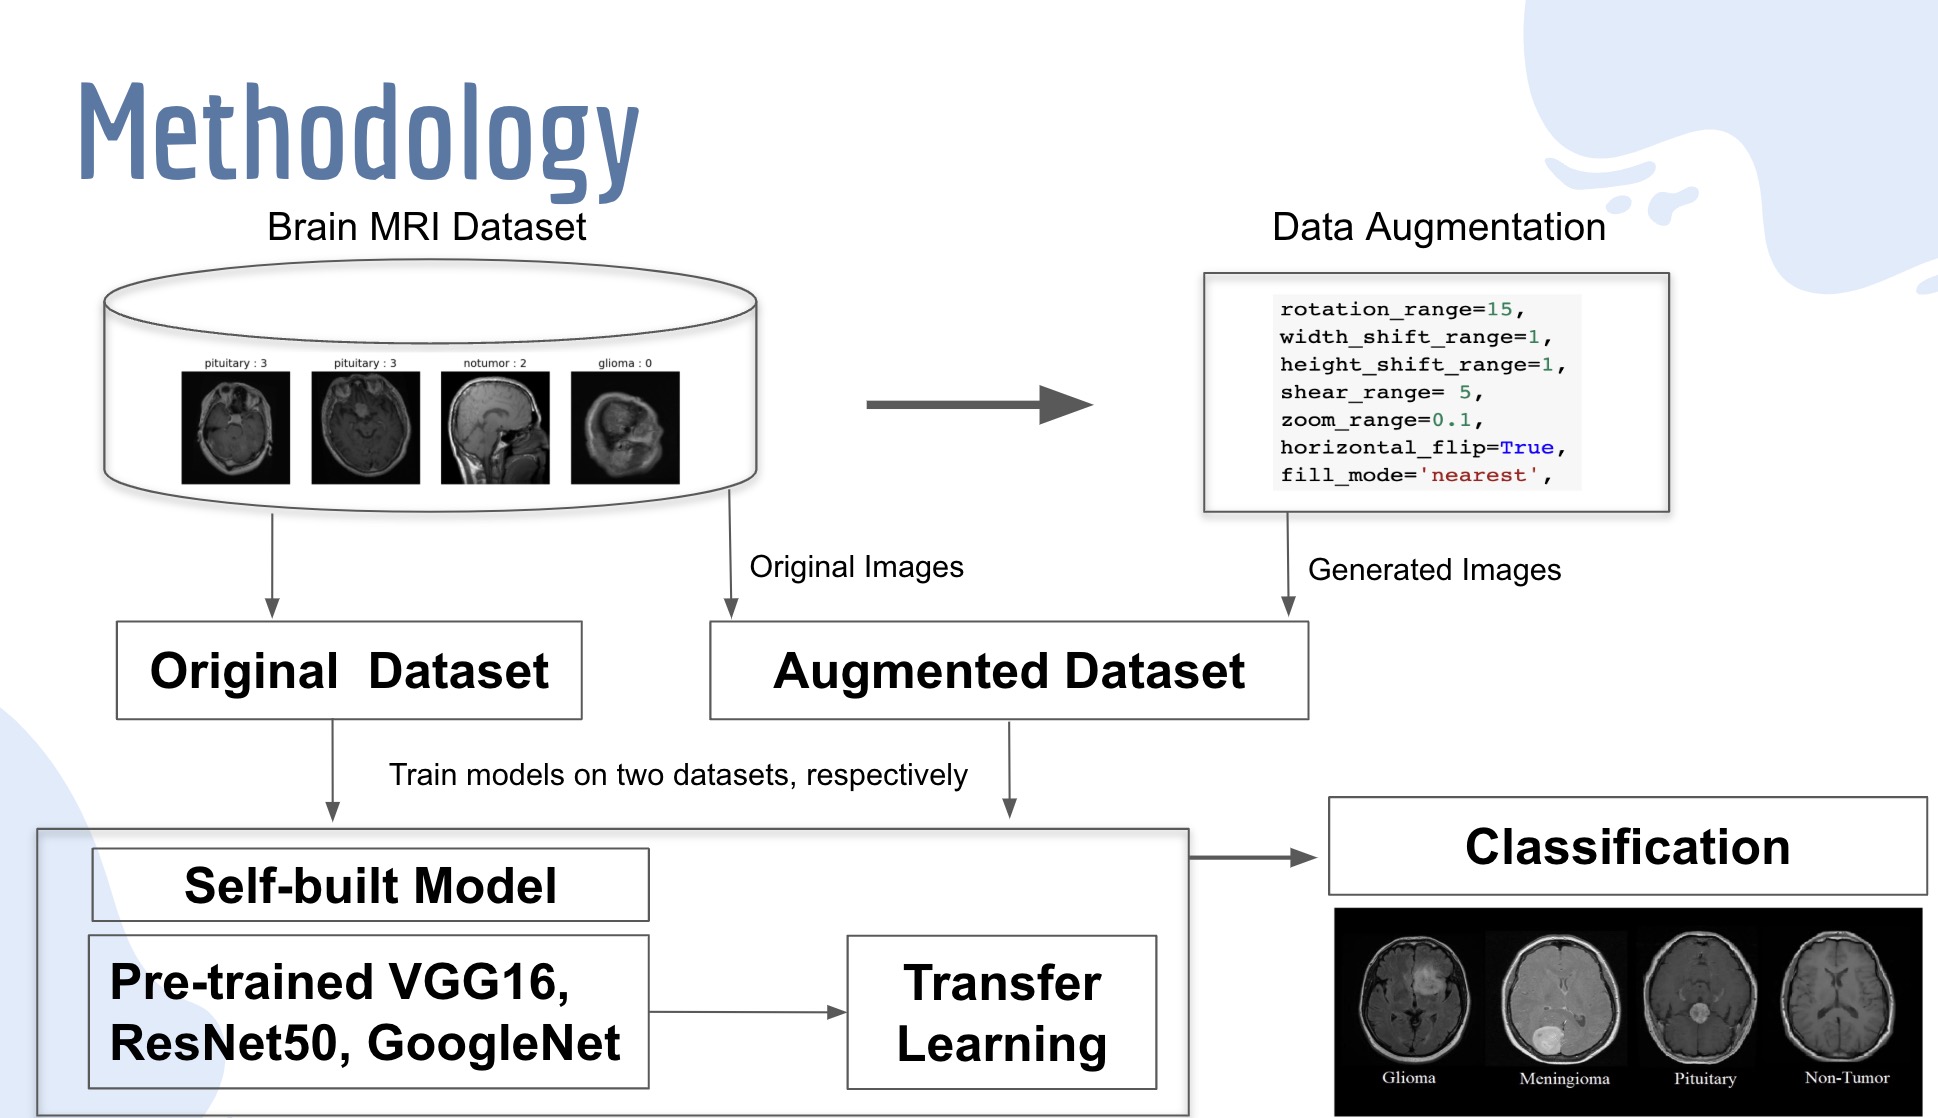 Methodology
Brain MRI Dataset
Data Augmentation
pituitary : 3
pituitary : 3
notumor : 2
glioma : 0
rotation_range=15,
width_shift_range=1,
height_shift_range=1,
shear_range= 5,
zoom_range=0.1,
horizontal_flip=True,
fill_mode='nearest',
Original Images
Generated Images
Original  Dataset
Augmented Dataset
Train models on two datasets, respectively
Self-built Model
Pre-trained VGG16,
ResNet50, GoogleNet
Transfer
Learning
Classification
Glioma
Meningioma
Pituitary
Non-Tumor